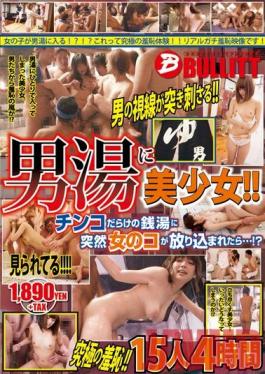 女の子が男湯に入る!?!?これって究極の羞恥体験!!リアルガチ羞恥映像です!
BULLITT
男の視線が突き刺さる!!
ゆ
男
男湯に
美少女!!
チンコだらけの銭湯に
突然女のコが放り込まれたら…!?
見られてる!!!!
1,890YEN
+TAX
究極の羞恥!!
15人4時間